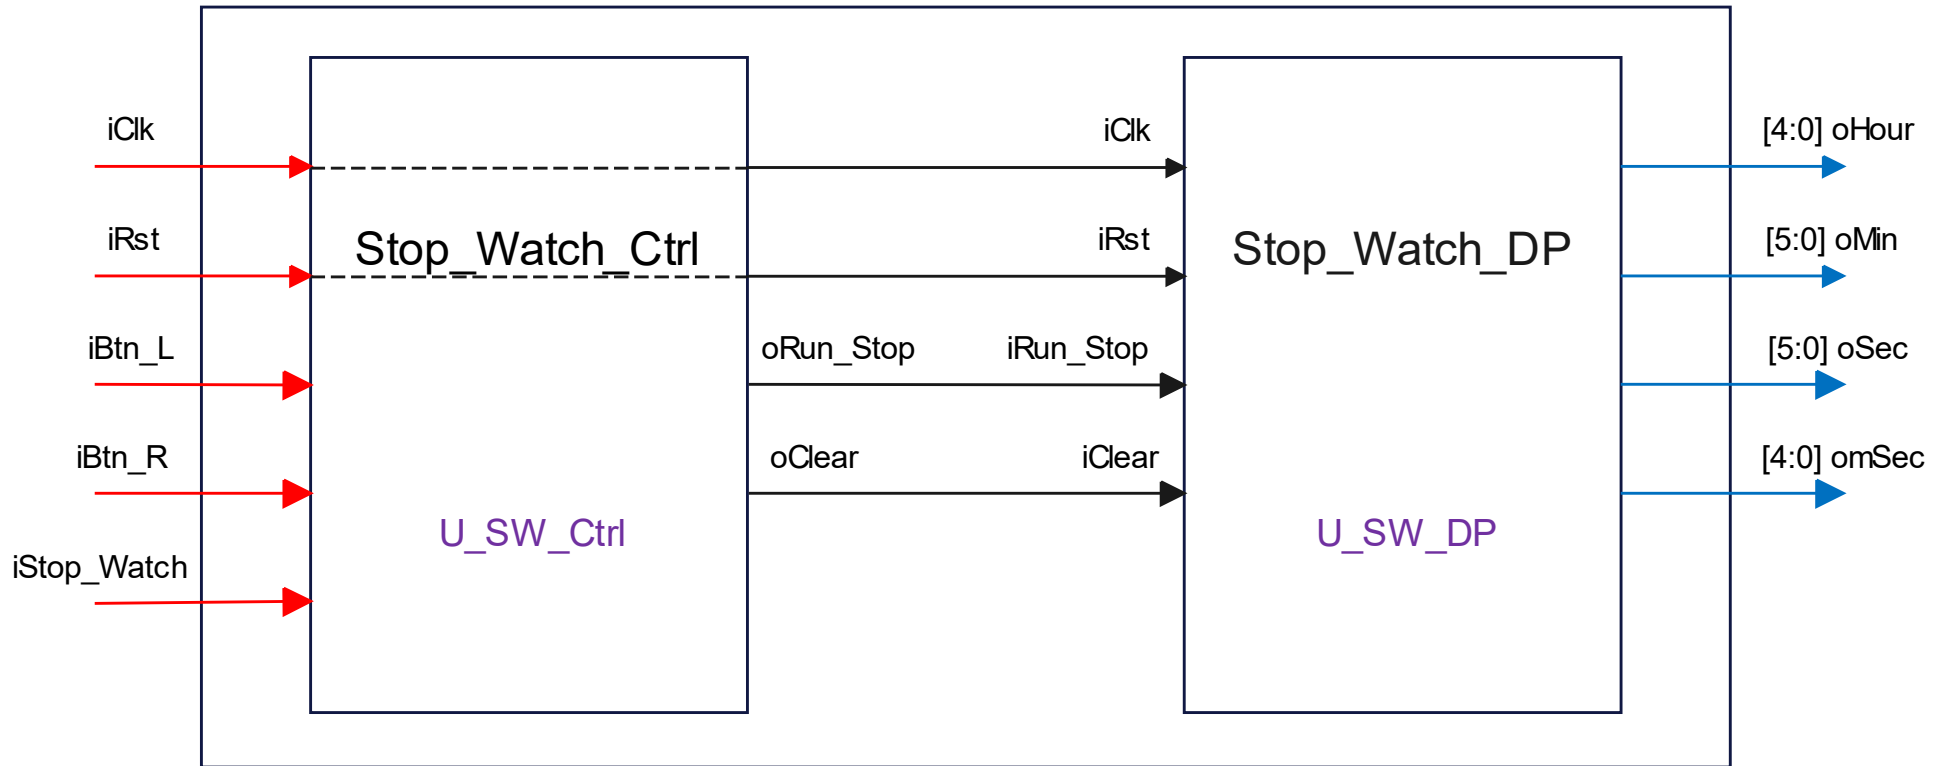 iClk
iClk
[4:0] oHour
iRst
Stop_Watch_Ctrl
iRst
Stop_Watch_DP
[5:0] oMin
iBtn_L
oRun_Stop
iRun_Stop
[5:0] oSec
iBtn_R
oClear
iClear
[4:0] omSec
U_SW_Ctrl
U_SW_DP
iStop_Watch